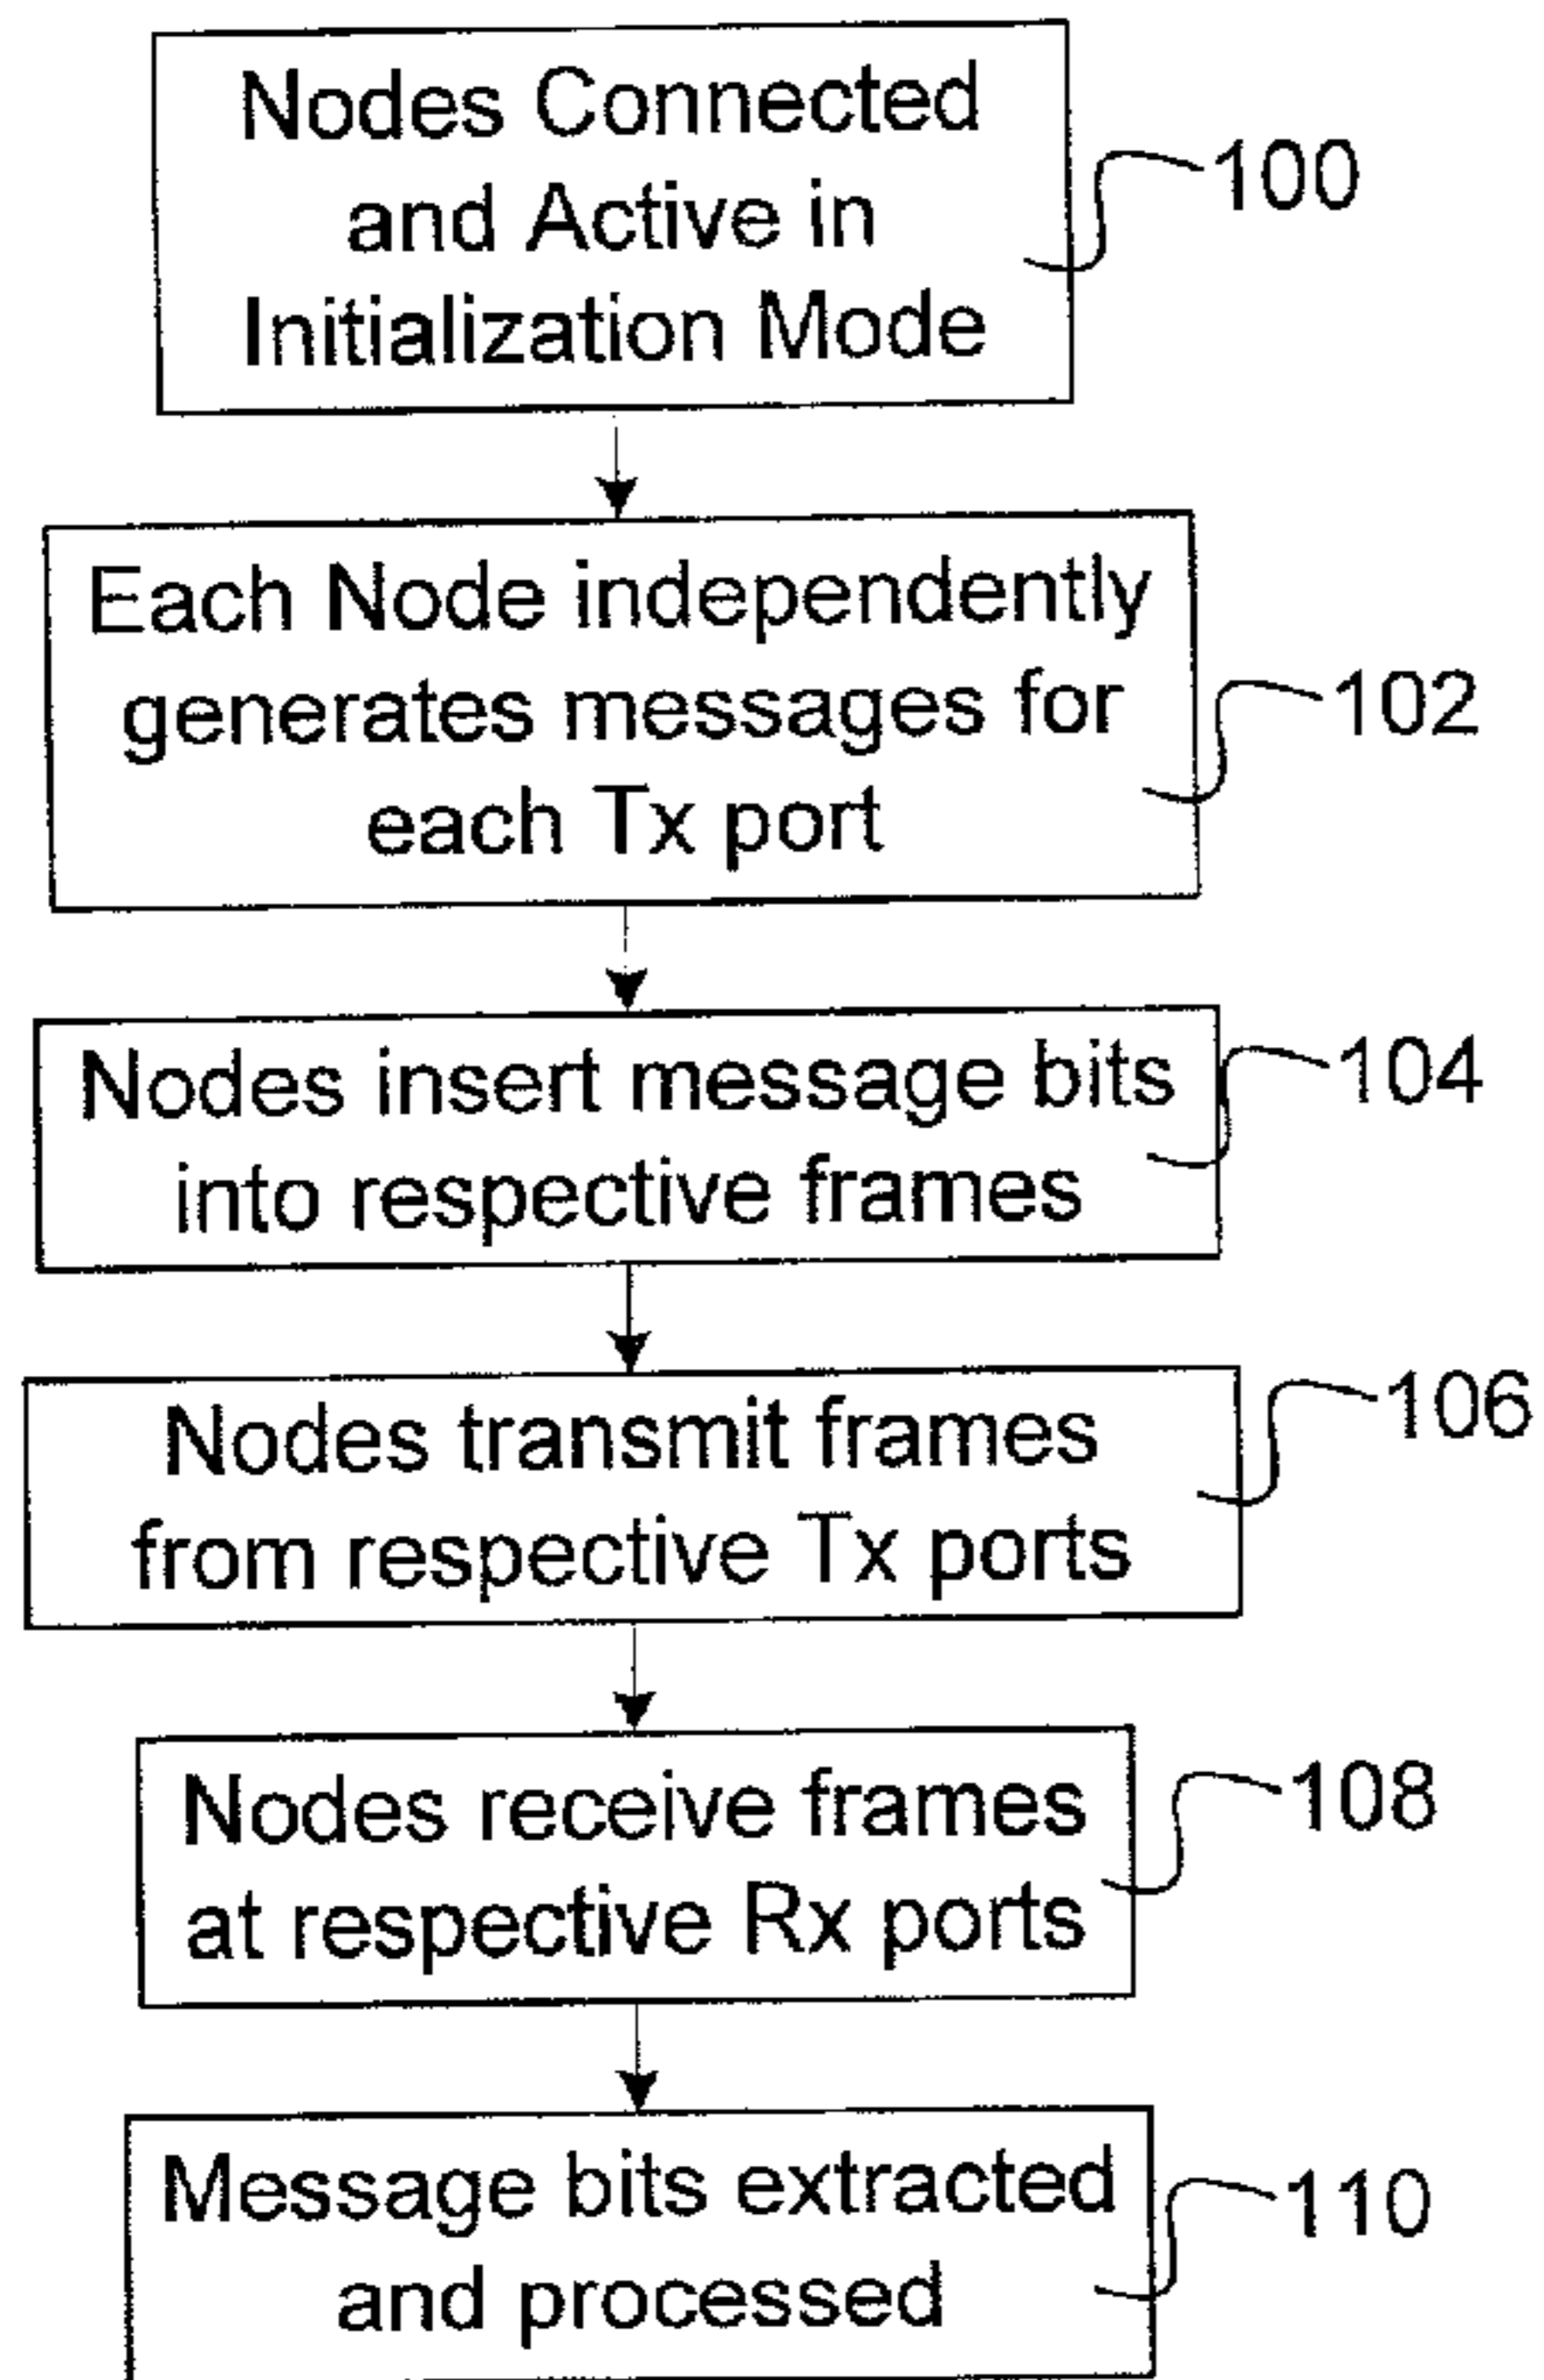 Nodes Connected
and Active in
Initialization Mode
100
Each Node independently
generates messages for
each Tx port
102
Nodes insert message bits
into respective frames
104
Nodes transmit frames
from respective Tx ports
106
Nodes receive frames
at respective Rx ports
108
Message bits extracted
and processed
110